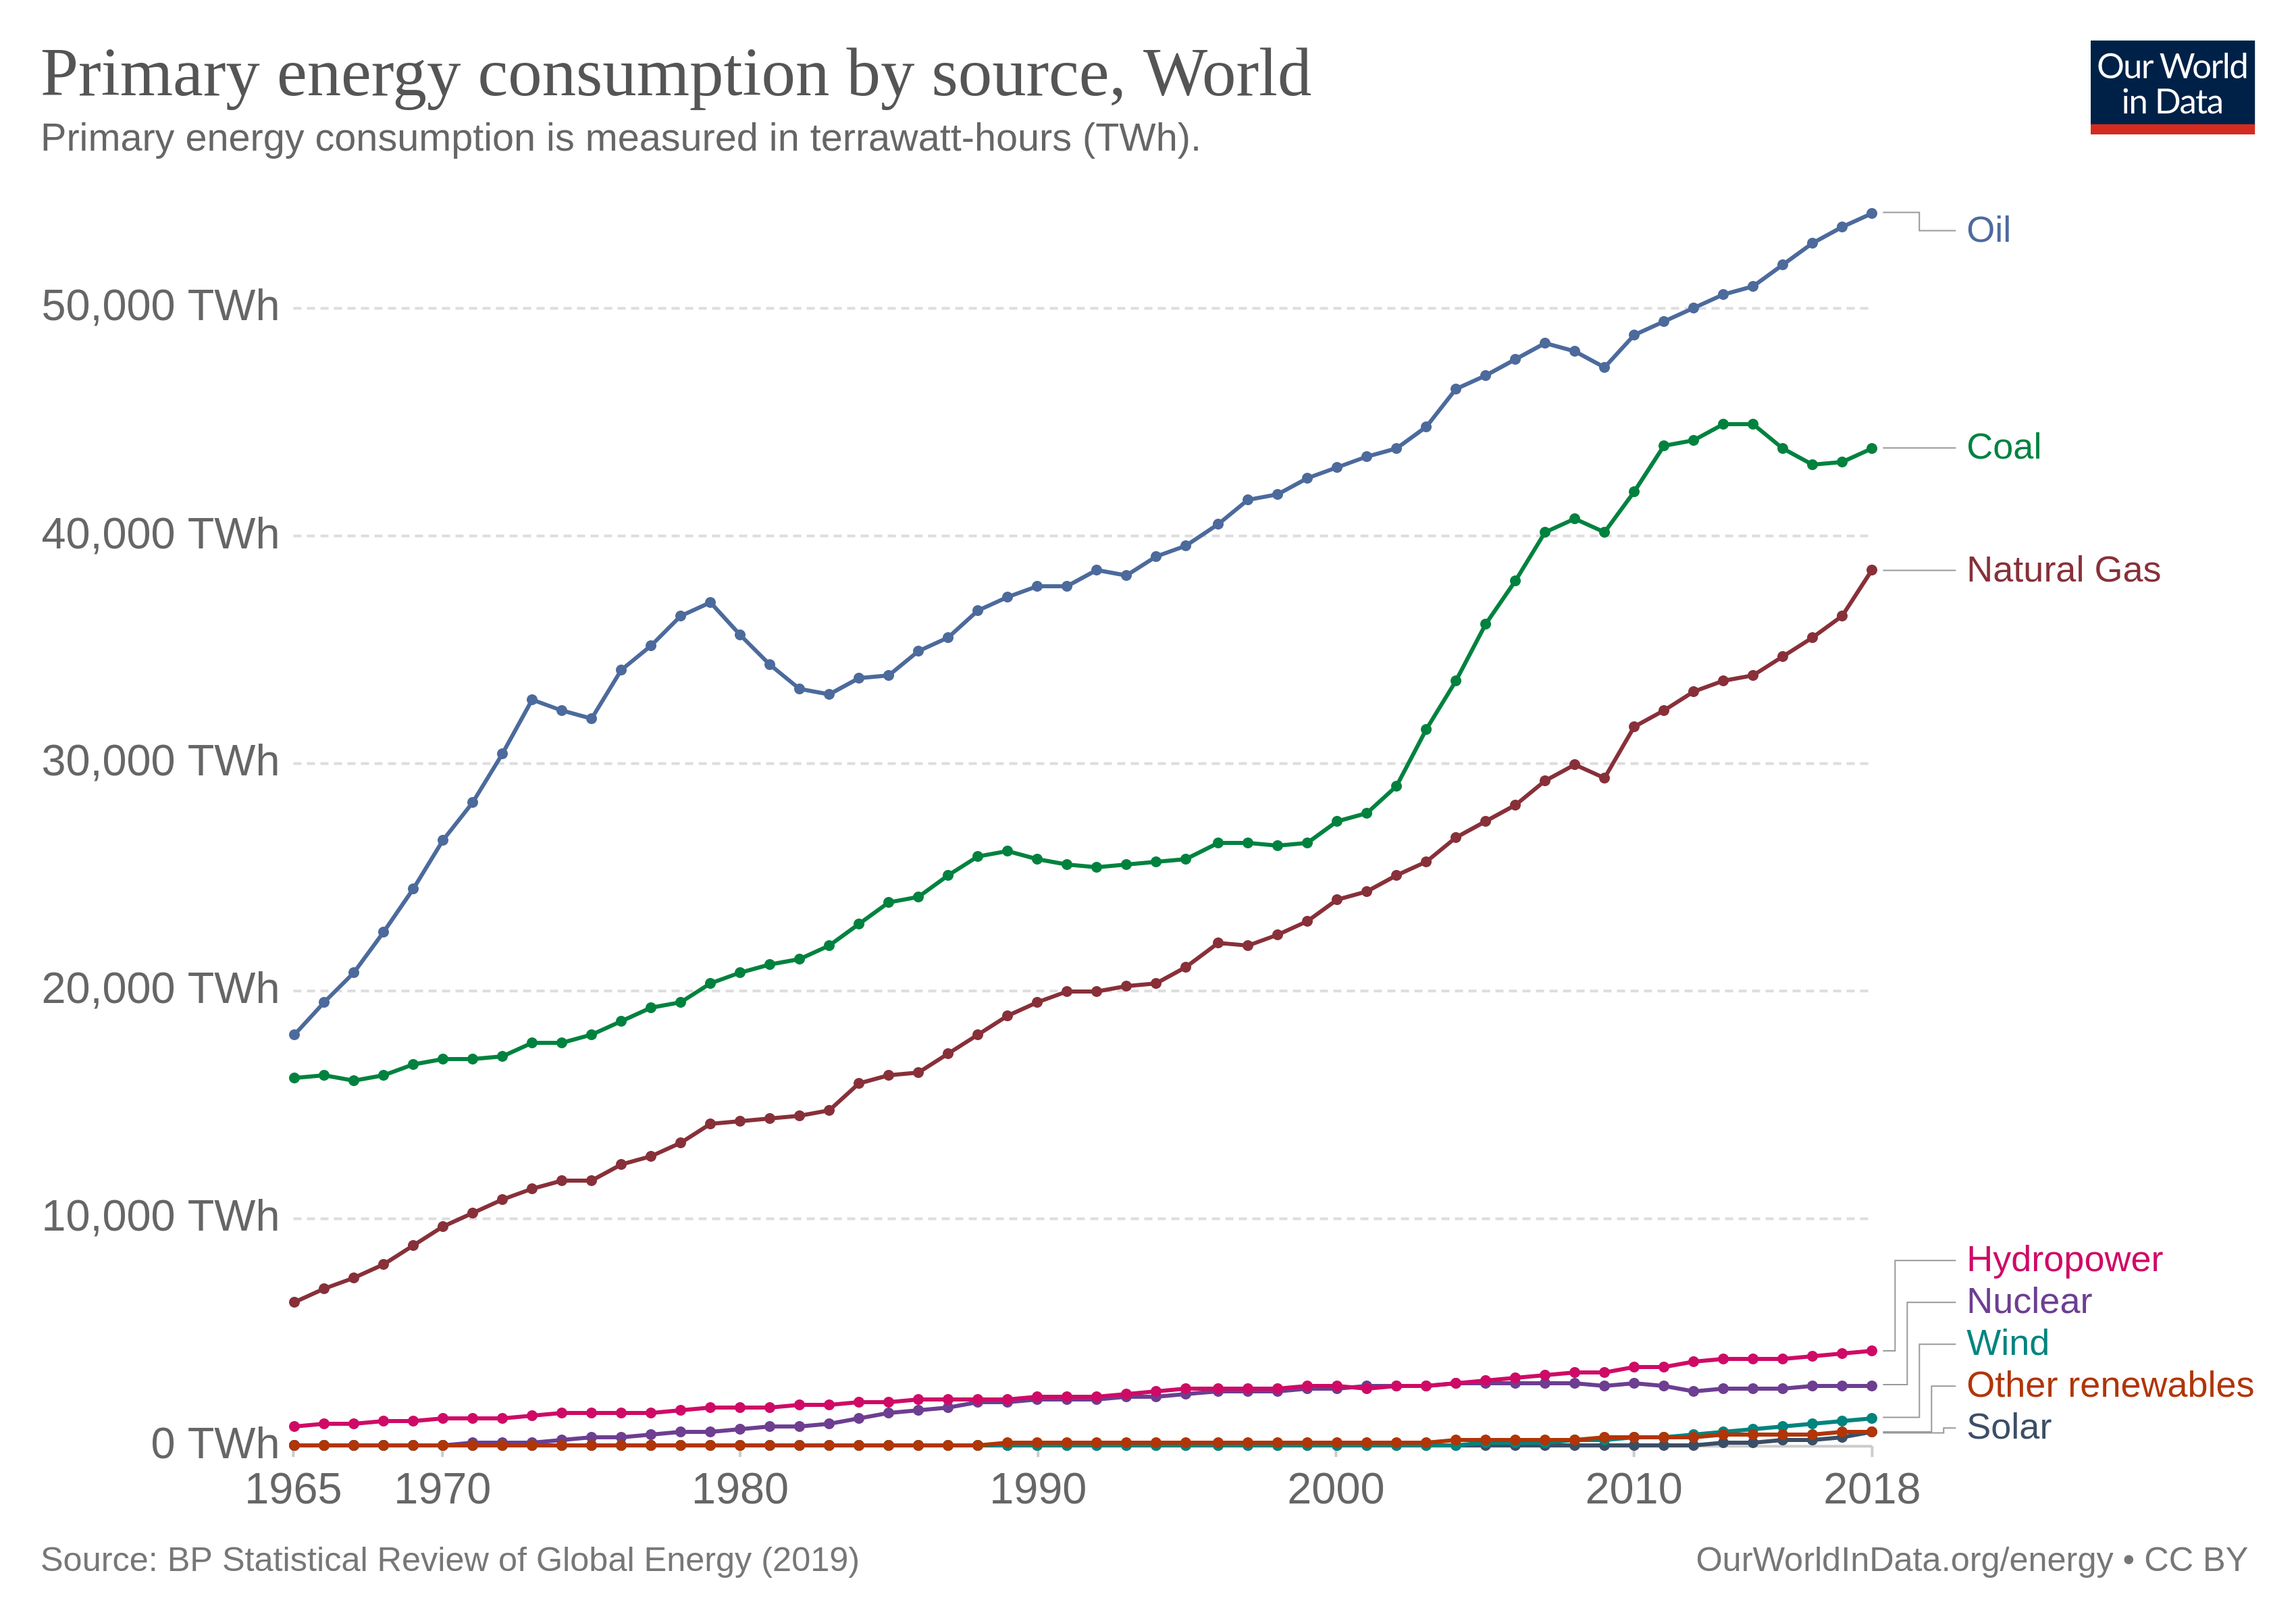 Primary energy consumption by source, World
Primary energy consumption is measured in terrawatt-hours (TWh).
Our World
in Data
50,000 TWh
40,000 TWh
30,000 TWh
20,000 TWh
10,000 TWh
0 TWh
Oil
Coal
Natural Gas
Hydropower
Nuclear
Wind
Other renewables
Solar
1965 1970 1980 1990 2000 2010 2018
Source: BP Statistical Review of Global Energy (2019)
OurWorldInData.org/energy • CC BY